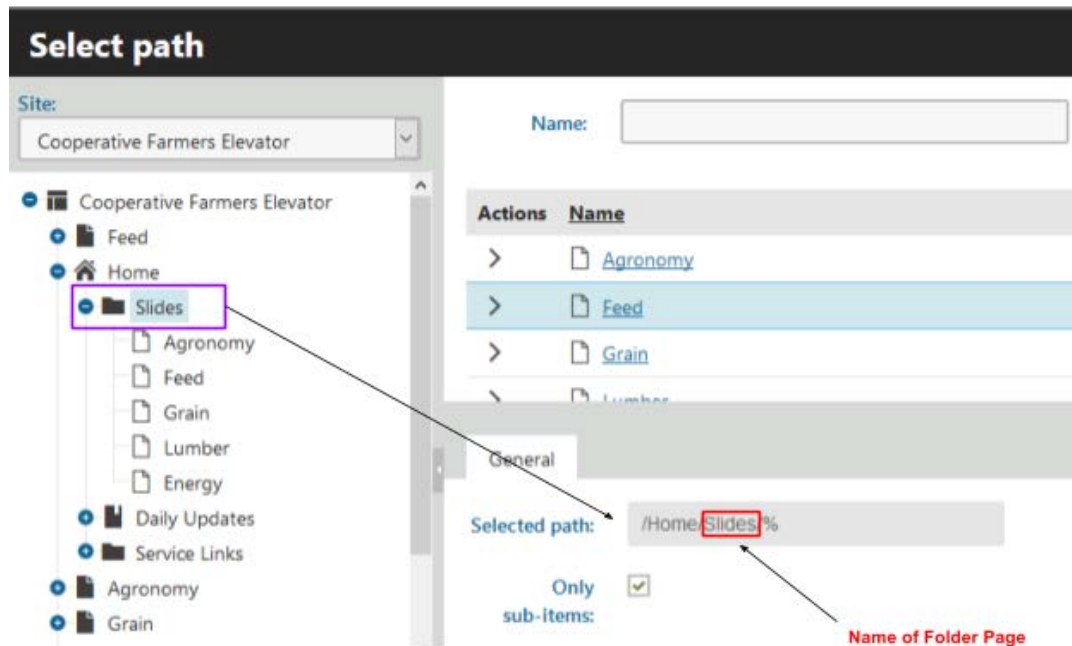 Select path
Site:
Cooperative Farmers Elevator
Cooperative Farmers Elevator
Feed
Home
Slides
Agronomy
Feed
Grain
Lumber
Energy
Daily Updates
Service Links
Agronomy
Grain
Name:
Actions Name
Agronomy
Feed
Grain
Lumber
General
Selected path: /Home/Slides/%
Only
sub-items:
Name of Folder Page